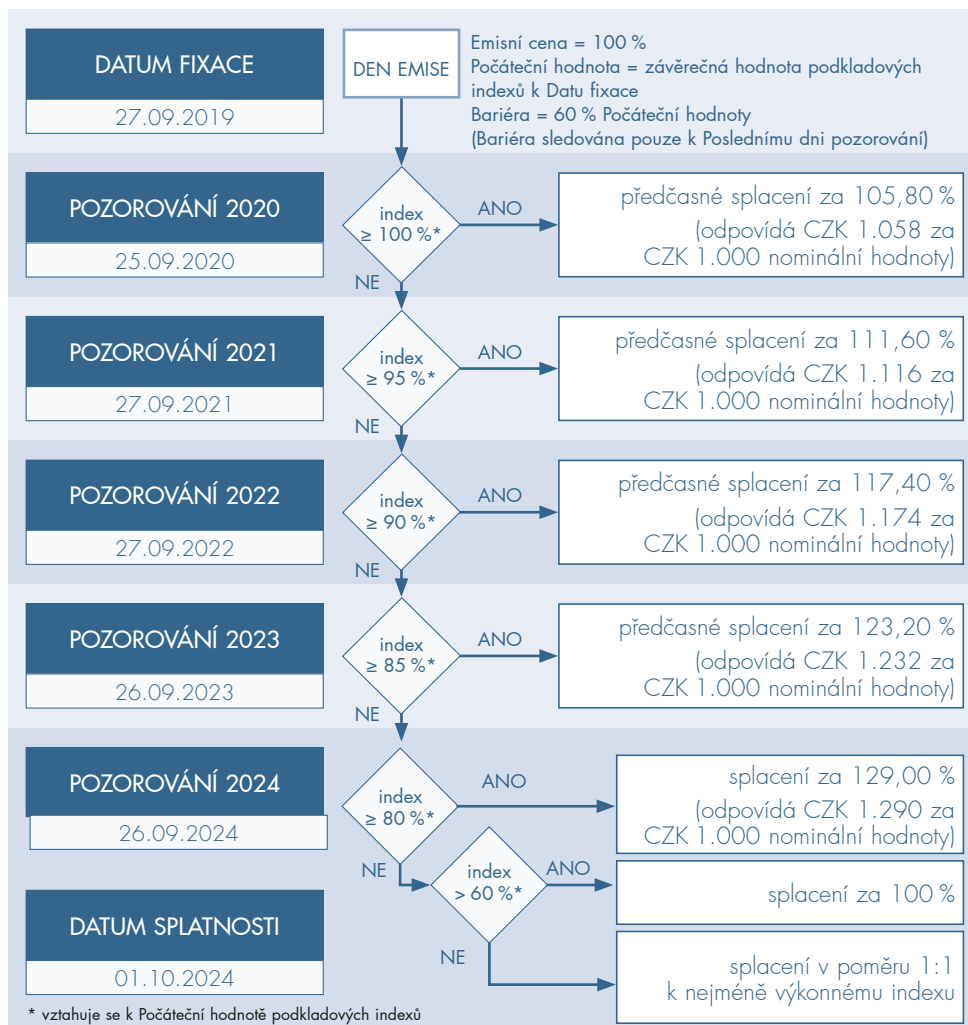 DATUM FIXACE
27.09.2019
DEN EMISE
Emisní cena = 100 %
Počáteční hodnota = závěrečná hodnota podkladových
indexů k Datu fixace
Bariéra = 60 % Počáteční hodnoty
(Bariéra sledována pouze k Poslednímu dni pozorování)
POZOROVÁNÍ 2020
25.09.2020
index
≥ 100 %*
ANO
NE
předčasné splacení za 105,80 %
(odpovídá CZK 1.058 za
CZK 1.000 nominální hodnoty)
POZOROVÁNÍ 2021
27.09.2021
index
≥ 95 %*
ANO
NE
předčasné splacení za 111,60 %
(odpovídá CZK 1.116 za
CZK 1.000 nominální hodnoty)
POZOROVÁNÍ 2022
27.09.2022
index
≥ 90 %*
ANO
NE
předčasné splacení za 117,40 %
(odpovídá CZK 1.174 za
CZK 1.000 nominální hodnoty)
POZOROVÁNÍ 2023
26.09.2023
index
≥ 85 %*
ANO
NE
předčasné splacení za 123,20 %
(odpovídá CZK 1.232 za
CZK 1.000 nominální hodnoty)
POZOROVÁNÍ 2024
26.09.2024
index
≥ 80 %*
ANO
NE
splacení za 129,00 %
(odpovídá CZK 1.290 za
CZK 1.000 nominální hodnoty)
index
> 60 %*
ANO
NE
splacení za 100 %
DATUM SPLATNOSTI
01.10.2024
splacení v poměru 1:1
k nejméně výkonnému indexu
* vztahuje se k Počáteční hodnotě podkladových indexů